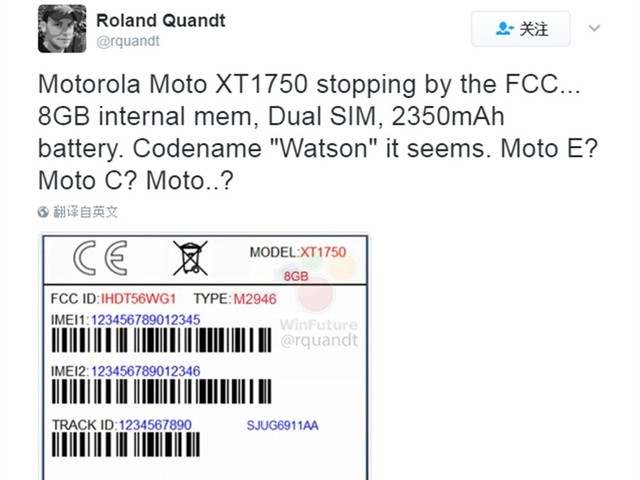 Roland Quandt
@rquandt
关注
Motorola Moto XT1750 stopping by the FCC...
8GB internal mem, Dual SIM, 2350mAh
battery. Codename "Watson" it seems. Moto E?
Moto C? Moto..?
翻译自英文
CE
MODEL:XT1750
8GB
FCC ID:IHDT56WG1 TYPE:M2946
IMEI1:123456789012345
WinFuture
@rquandt
IMEI2:123456789012346
TRACK ID:1234567890 SJUG6911AA